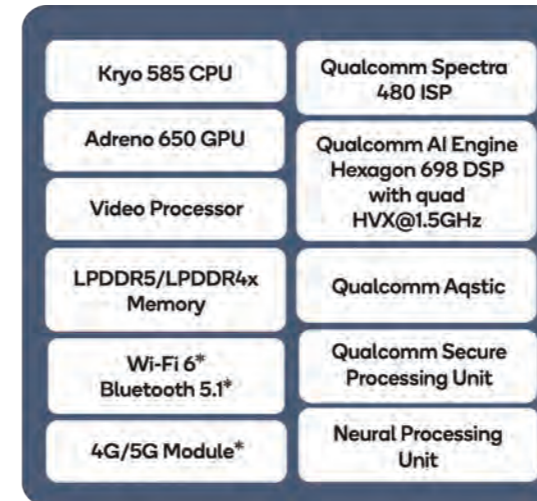 Kryo 585 CPU
Adreno 650 GPU
Video Processor
LPDDR5/LPDDR4x
Memory
Wi-Fi 6*
Bluetooth 5.1*
4G/5G Module*
Qualcomm Spectra
480 ISP
Qualcomm AI Engine
Hexagon 698 DSP
with quad
HVX@1.5GHz
Qualcomm Aqstic
Qualcomm Secure
Processing Unit
Neural Processing
Unit